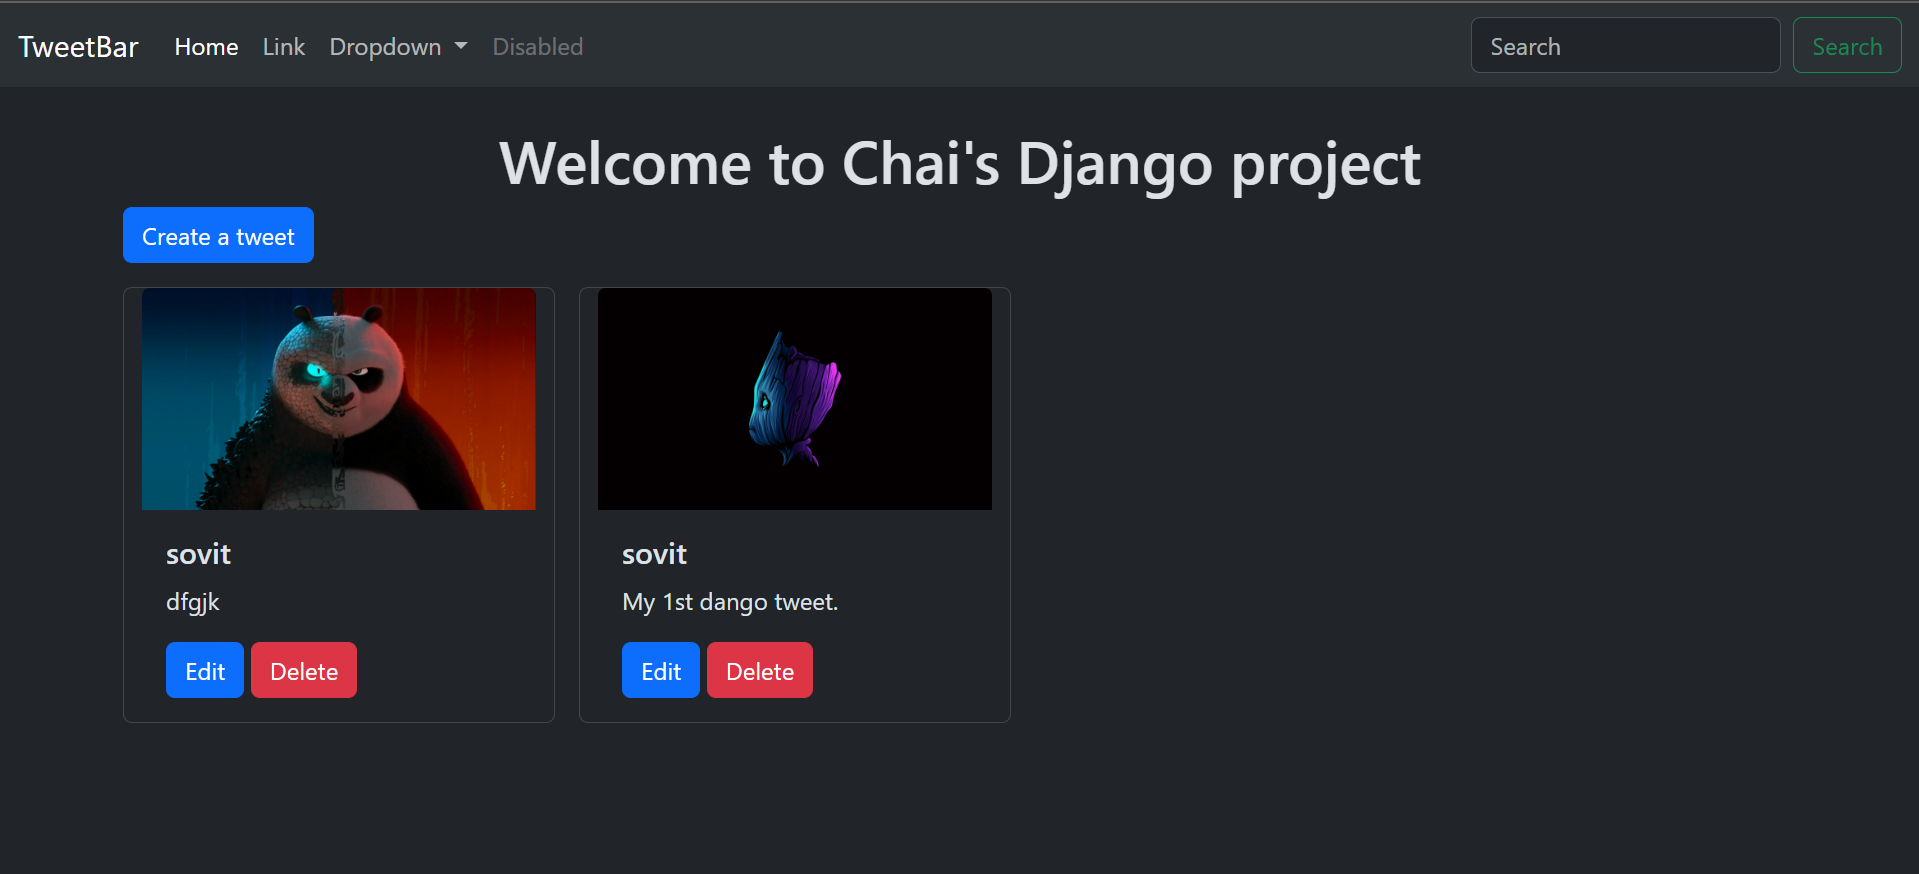 TweetBar Home Link Dropdown Disabled Search Search
Welcome to Chai's Django project
Create a tweet
sovit
dfgjk
Edit Delete
sovit
My 1st dango tweet.
Edit Delete